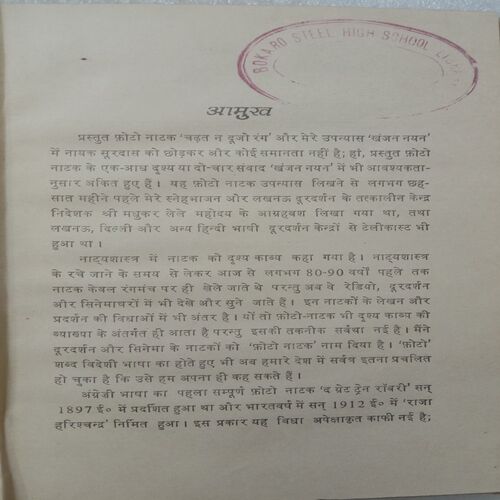 BOKARO STEEL HIGH SCHOOL
आमुख
प्रस्तुत फ़ोटो नाटक 'चढ़त न दूजो रंग' और मेरे उपन्यास 'खंजन नयन'
में नायक सूरदास को छोड़कर और कोई समानता नहीं है; हां, प्रस्तुत फ़ोटो
नाटक के एक-आध दृश्य या दो-चार संवाद 'खंजन नयन' में भी आवश्यकता-
नुसार अंकित हुए हैं । यह फ़ोटो नाटक उपन्यास लिखने से लगभग छह-
सात महीने पहले मेरे स्नेहभाजन और लखनऊ दूरदर्शन के तत्कालीन केन्द्र
निदेशक श्री मधुकर लेले महोदय के आग्रहवश लिखा गया था, तथा
लखनऊ, दिल्ली और अन्य हिन्दी भाषी दूरदर्शन केन्द्रों से टेलीकास्ट भी
हुआ था ।
नाट्यशास्त्र में नाटक को दृश्य काव्य कहा गया है । नाट्यशास्त्र
के रचे जाने के समय से लेकर आज से लगभग 80-90 वर्षों पहले तक
नाटक केवल रंगमंच पर ही खेले जाते थे परन्तु अब वे रेडियो, दूरदर्शन
और सिनेमाघरों में भी देखे और सुने जाते हैं । इन नाटकों के लेखन और
प्रदर्शन की विधाओं में भी अंतर है । यों तो फ़ोटो-नाटक भी दृश्य काव्य की
व्याख्या के अंतर्गत ही आता है परन्तु इसकी तकनीक सर्वथा नई है । मैंने
दूरदर्शन और सिनेमा के नाटकों को 'फ़ोटो नाटक' नाम दिया है । 'फ़ोटो'
शब्द विदेशी भाषा का होते हुए भी अब हमारे देश में सर्वत्र इतना प्रचलित
हो चुका है कि उसे हम अपना ही कह सकते हैं ।
अंग्रेजी भाषा का पहला सम्पूर्ण फ़ोटो नाटक 'द ग्रेट ट्रेन रॉबरी' सन्
1897 ई० में प्रदर्शित हुआ था और भारतवर्ष में सन् 1912 ई० में 'राजा
हरिश्चन्द्र' निर्मित हुआ । इस प्रकार यह विधा अपेक्षाकृत काफी नई है;